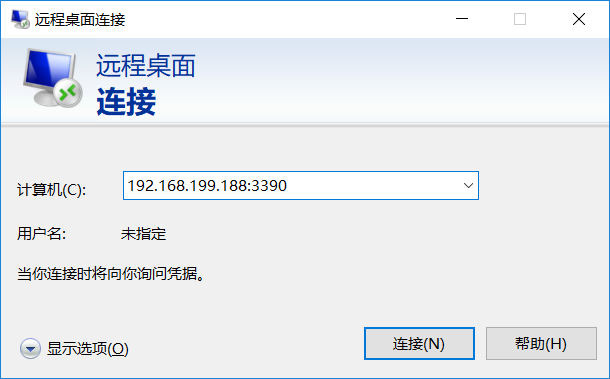 远程桌面连接
远程桌面
连接
计算机(C): 192.168.199.188:3390
用户名: 未指定
当你连接时将向你询问凭据。
显示选项(O) 连接(N) 帮助(H)